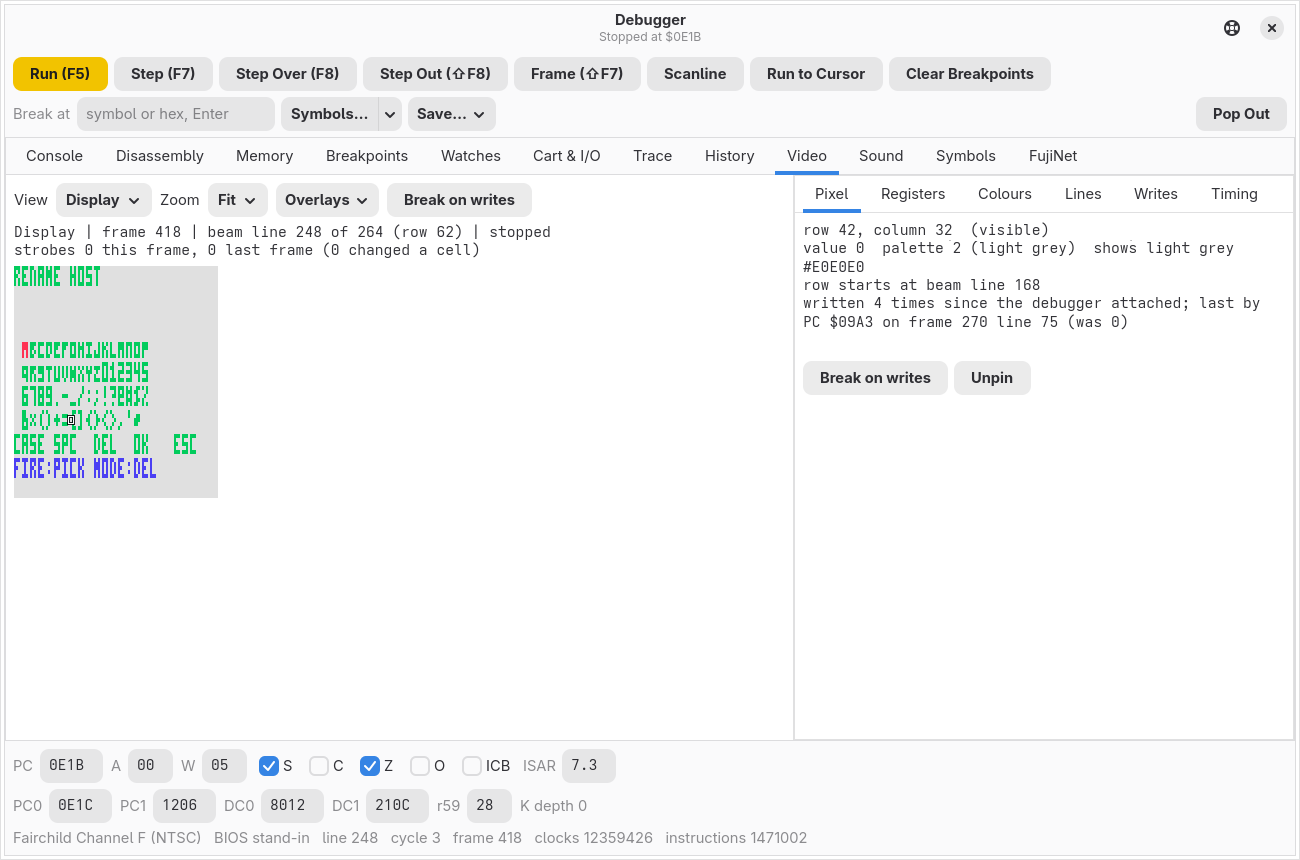 Debugger
Stopped at $0E1B
Run (F5) Step (F7) Step Over (F8) Step Out (⇧F8) Frame (⇧F7) Scanline Run to Cursor Clear Breakpoints
Break at symbol or hex, Enter Symbols... Save... Pop Out
Console Disassembly Memory Breakpoints Watches Cart & I/O Trace History Video Sound Symbols FujiNet
View Display Zoom Fit Overlays Break on writes
Display | frame 418 | beam line 248 of 264 (row 62) | stopped
strobes 0 this frame, 0 last frame (0 changed a cell)
RENAME HOST
ABCDEFGHIJKLMNOP
QRSTUVWXYZ012345
6789.-_/:;!?@#$%
CASE SPC DEL OK ESC
FIRE:PICK MODE:DEL
Pixel Registers Colours Lines Writes Timing
row 42, column 32 (visible)
value 0 palette 2 (light grey) shows light grey
#E0E0E0
row starts at beam line 168
written 4 times since the debugger attached; last by
PC $09A3 on frame 270 line 75 (was 0)
Break on writes Unpin
PC 0E1B A 00 W 05 S C Z O ICB ISAR 7.3
PC0 0E1C PC1 1206 DC0 8012 DC1 210C r59 28 K depth 0
Fairchild Channel F (NTSC) BIOS stand-in line 248 cycle 3 frame 418 clocks 12359426 instructions 1471002